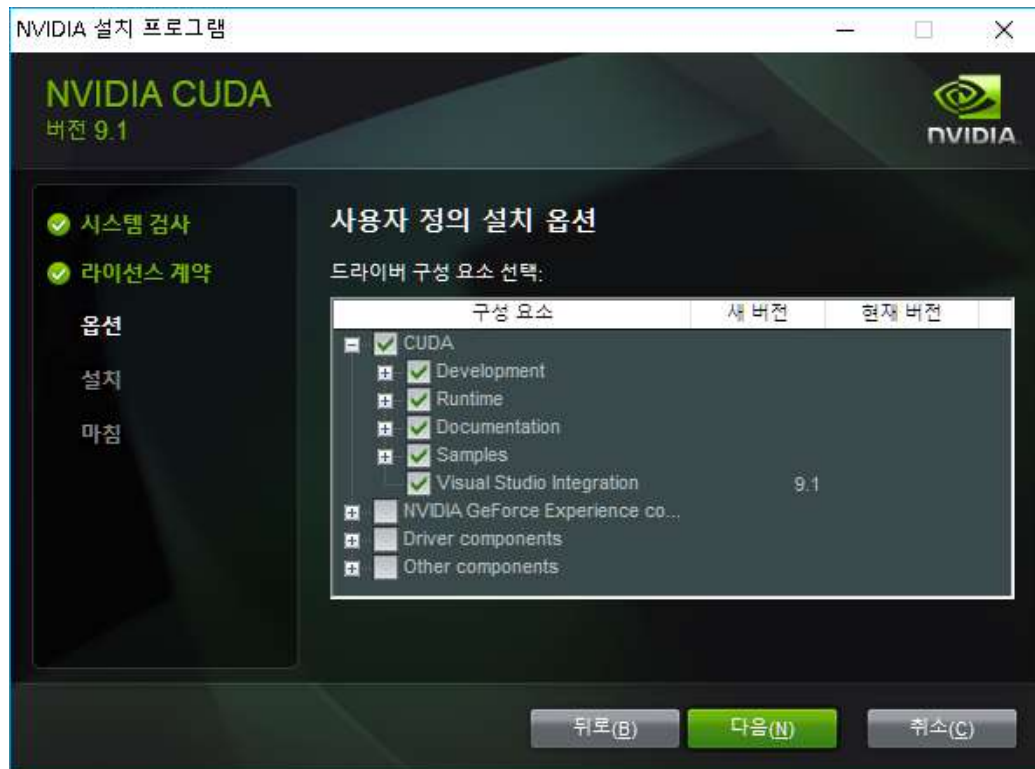 NVIDIA 설치 프로그램
NVIDIA CUDA
버전 9.1
NVIDIA
시스템 검사
라이선스 계약
옵션
설치
마침
사용자 정의 설치 옵션
드라이버 구성 요소 선택:
구성 요소 새 버전 현재 버전
CUDA
Development
Runtime
Documentation
Samples
Visual Studio Integration 9.1
NVIDIA GeForce Experience co...
Driver components
Other components
뒤로(B) 다음(N) 취소(C)